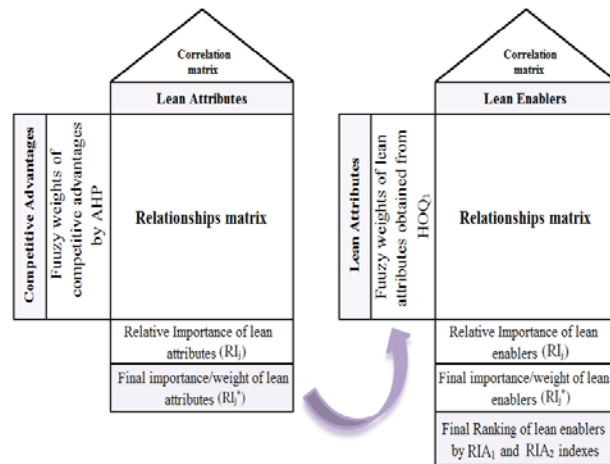 Correlation
matrix
Lean Attributes
Competitive Advantages
Fuuzy weights of
competitive advantages
by AHP
Relationships matrix
Relative Importance of lean
attributes (RIj)
Final importance/weight of lean
attributes (RIj*)
Correlation
matrix
Lean Enablers
Lean Attributes
Fuuzy weights of lean
attributes obtained from
HOQ1
Relationships matrix
Relative Importance of lean
enablers (RIj)
Final importance/weight of lean
enablers (RIj*)
Final Ranking of lean enablers
by RIA1 and RIA2 indexes